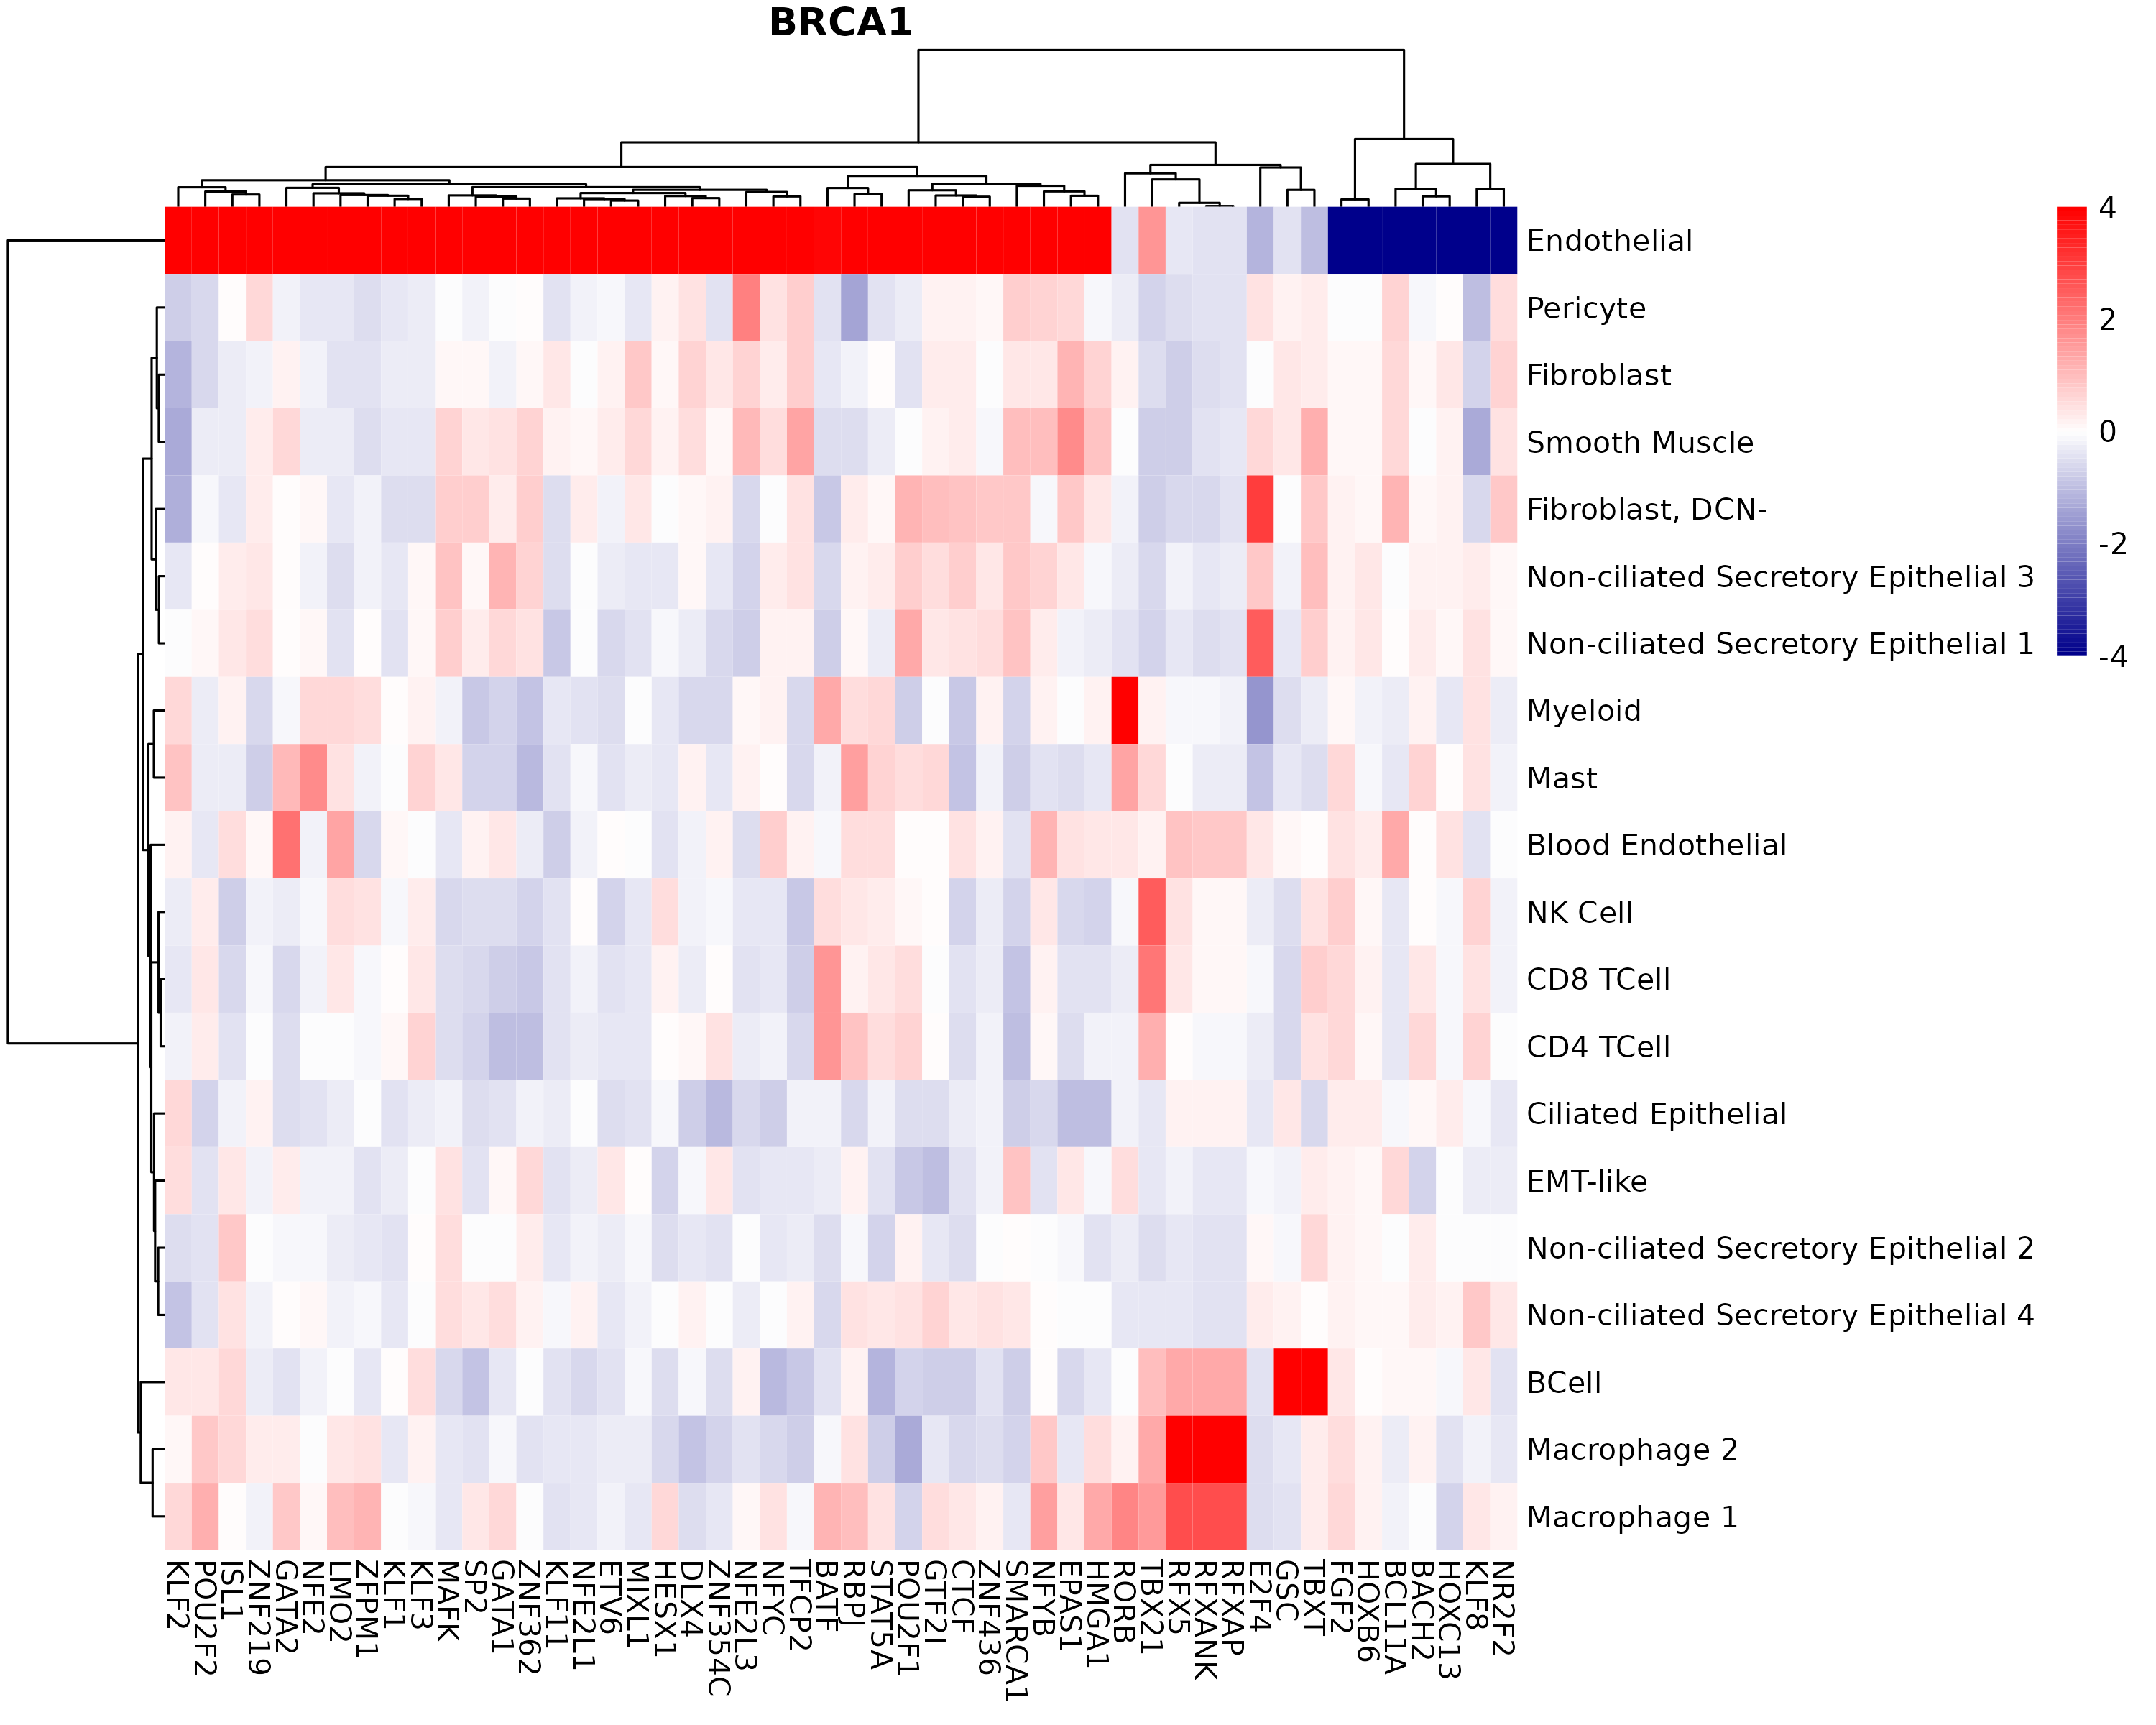 BRCA1
4
2
0
-2
-4
Endothelial
Pericyte
Fibroblast
Smooth Muscle
Fibroblast, DCN-
Non-ciliated Secretory Epithelial 3
Non-ciliated Secretory Epithelial 1
Myeloid
Mast
Blood Endothelial
NK Cell
CD8 TCell
CD4 TCell
Ciliated Epithelial
EMT-like
Non-ciliated Secretory Epithelial 2
Non-ciliated Secretory Epithelial 4
BCell
Macrophage 2
Macrophage 1
KLF2
POU2F2
ISL1
ZNF219
GATA2
NFE2
LMO2
ZFPM1
KLF1
KLF3
MAFK
SP2
GATA1
ZNF362
KLF11
NFE2L1
ETV6
MIXL1
HESX1
DLX4
ZNF354C
NFE2L3
NFYC
TFCP2
BATF
RBPJ
STAT5A
POU2F1
GTF2I
CTCF
ZNF436
SMARCA1
NFYB
EPAS1
HMGA1
RORB
TBX21
RFX5
RFXANK
RFXAP
E2F4
GSC
TBXT
FGF2
HOXB6
BCL11A
BACH2
HOXC13
KLF8
NR2F2